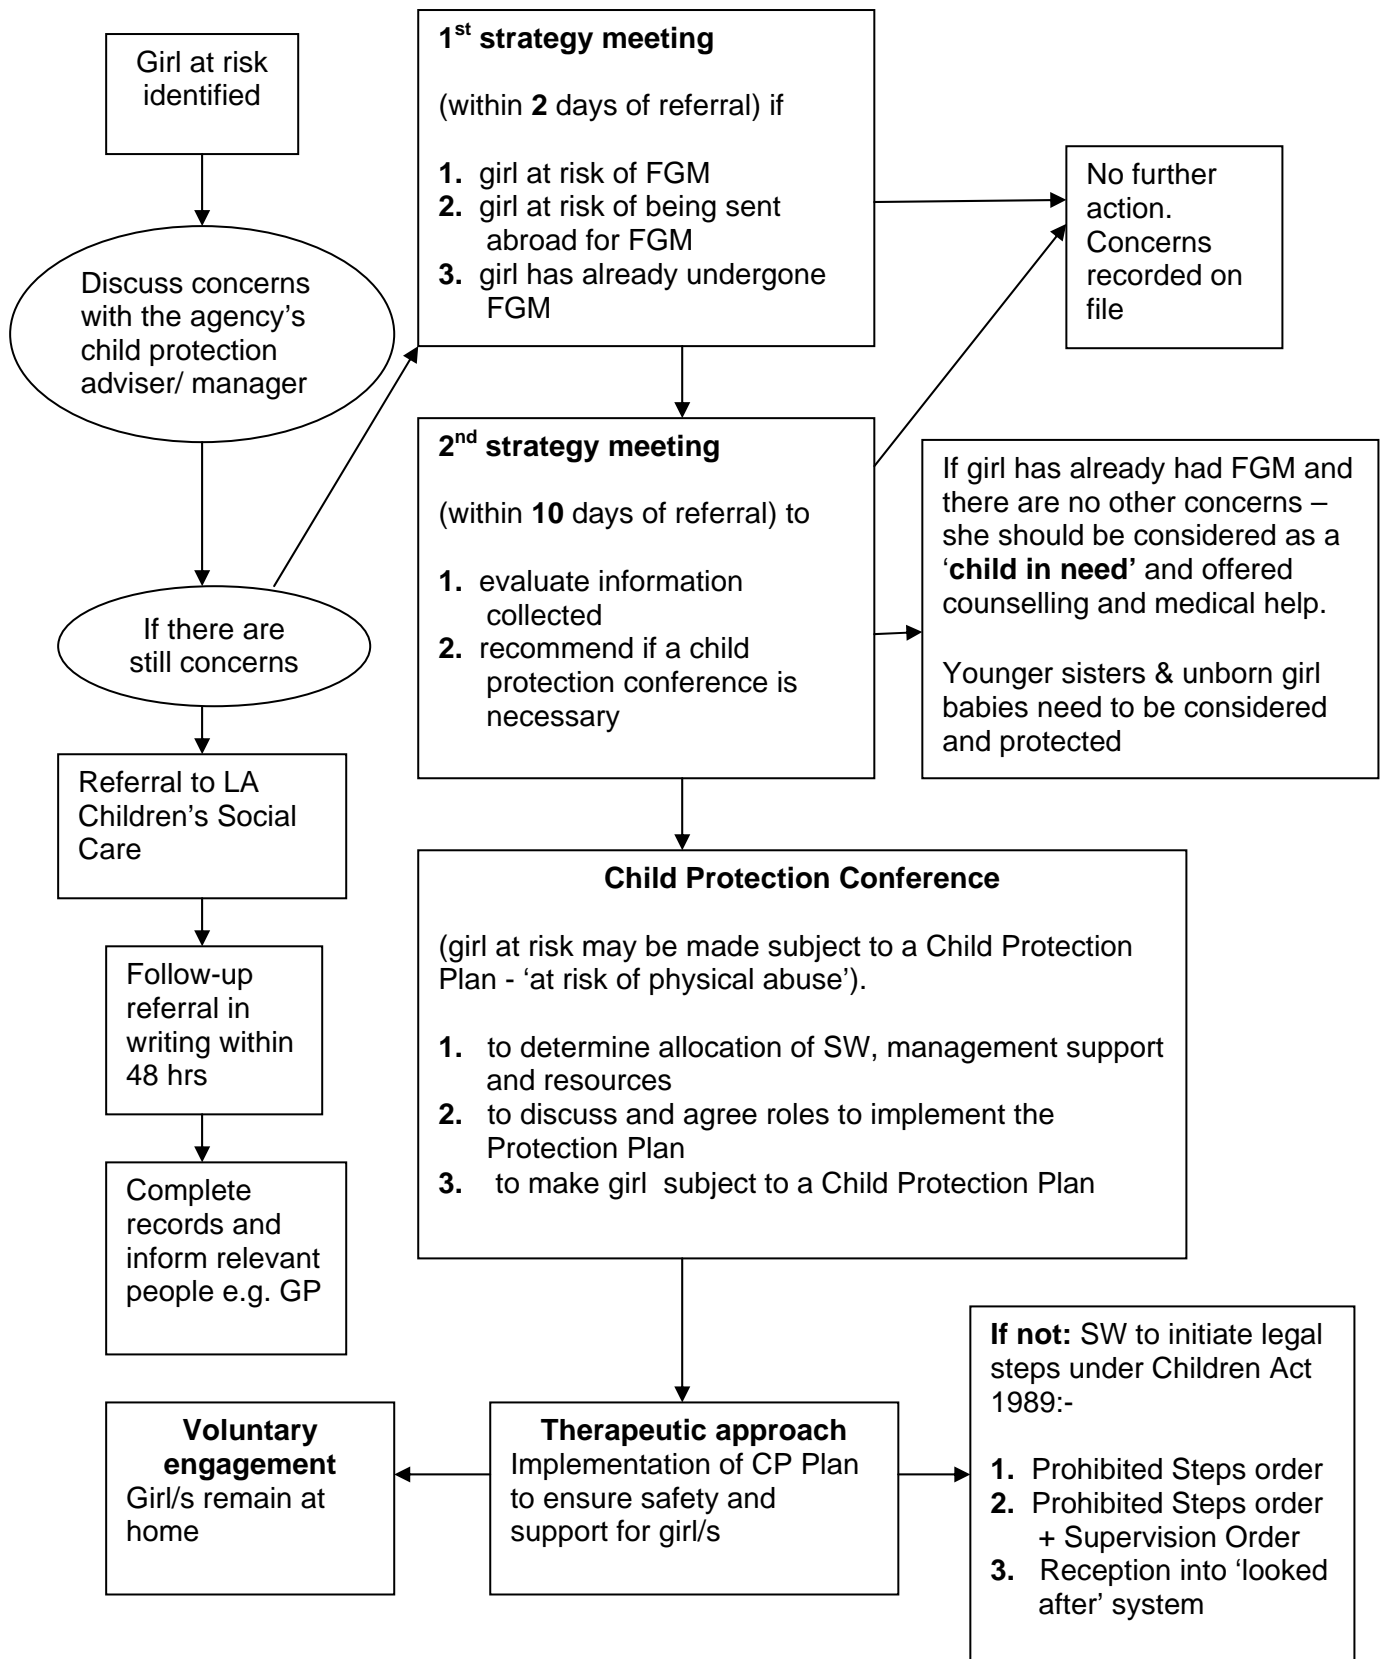 Girl at risk
identified
Discuss concerns
with the agency’s
child protection
adviser/ manager
If there are
still concerns
Referral to LA
Children’s Social
Care
Follow-up
referral in
writing within
48 hrs
Complete
records and
inform relevant
people e.g. GP
1st strategy meeting
(within 2 days of referral) if
1. girl at risk of FGM
2. girl at risk of being sent
abroad for FGM
3. girl has already undergone
FGM
No further
action.
Concerns
recorded on
file
2nd strategy meeting
(within 10 days of referral) to
1. evaluate information
collected
2. recommend if a child
protection conference is
necessary
If girl has already had FGM and
there are no other concerns –
she should be considered as a
‘child in need’ and offered
counselling and medical help.
Younger sisters & unborn girl
babies need to be considered
and protected
Child Protection Conference
(girl at risk may be made subject to a Child Protection
Plan - ‘at risk of physical abuse’).
1. to determine allocation of SW, management support
and resources
2. to discuss and agree roles to implement the
Protection Plan
3. to make girl subject to a Child Protection Plan
Voluntary
engagement
Girl/s remain at
home
Therapeutic approach
Implementation of CP Plan
to ensure safety and
support for girl/s
If not: SW to initiate legal
steps under Children Act
1989:-
1. Prohibited Steps order
2. Prohibited Steps order
+ Supervision Order
3. Reception into ‘looked
after’ system